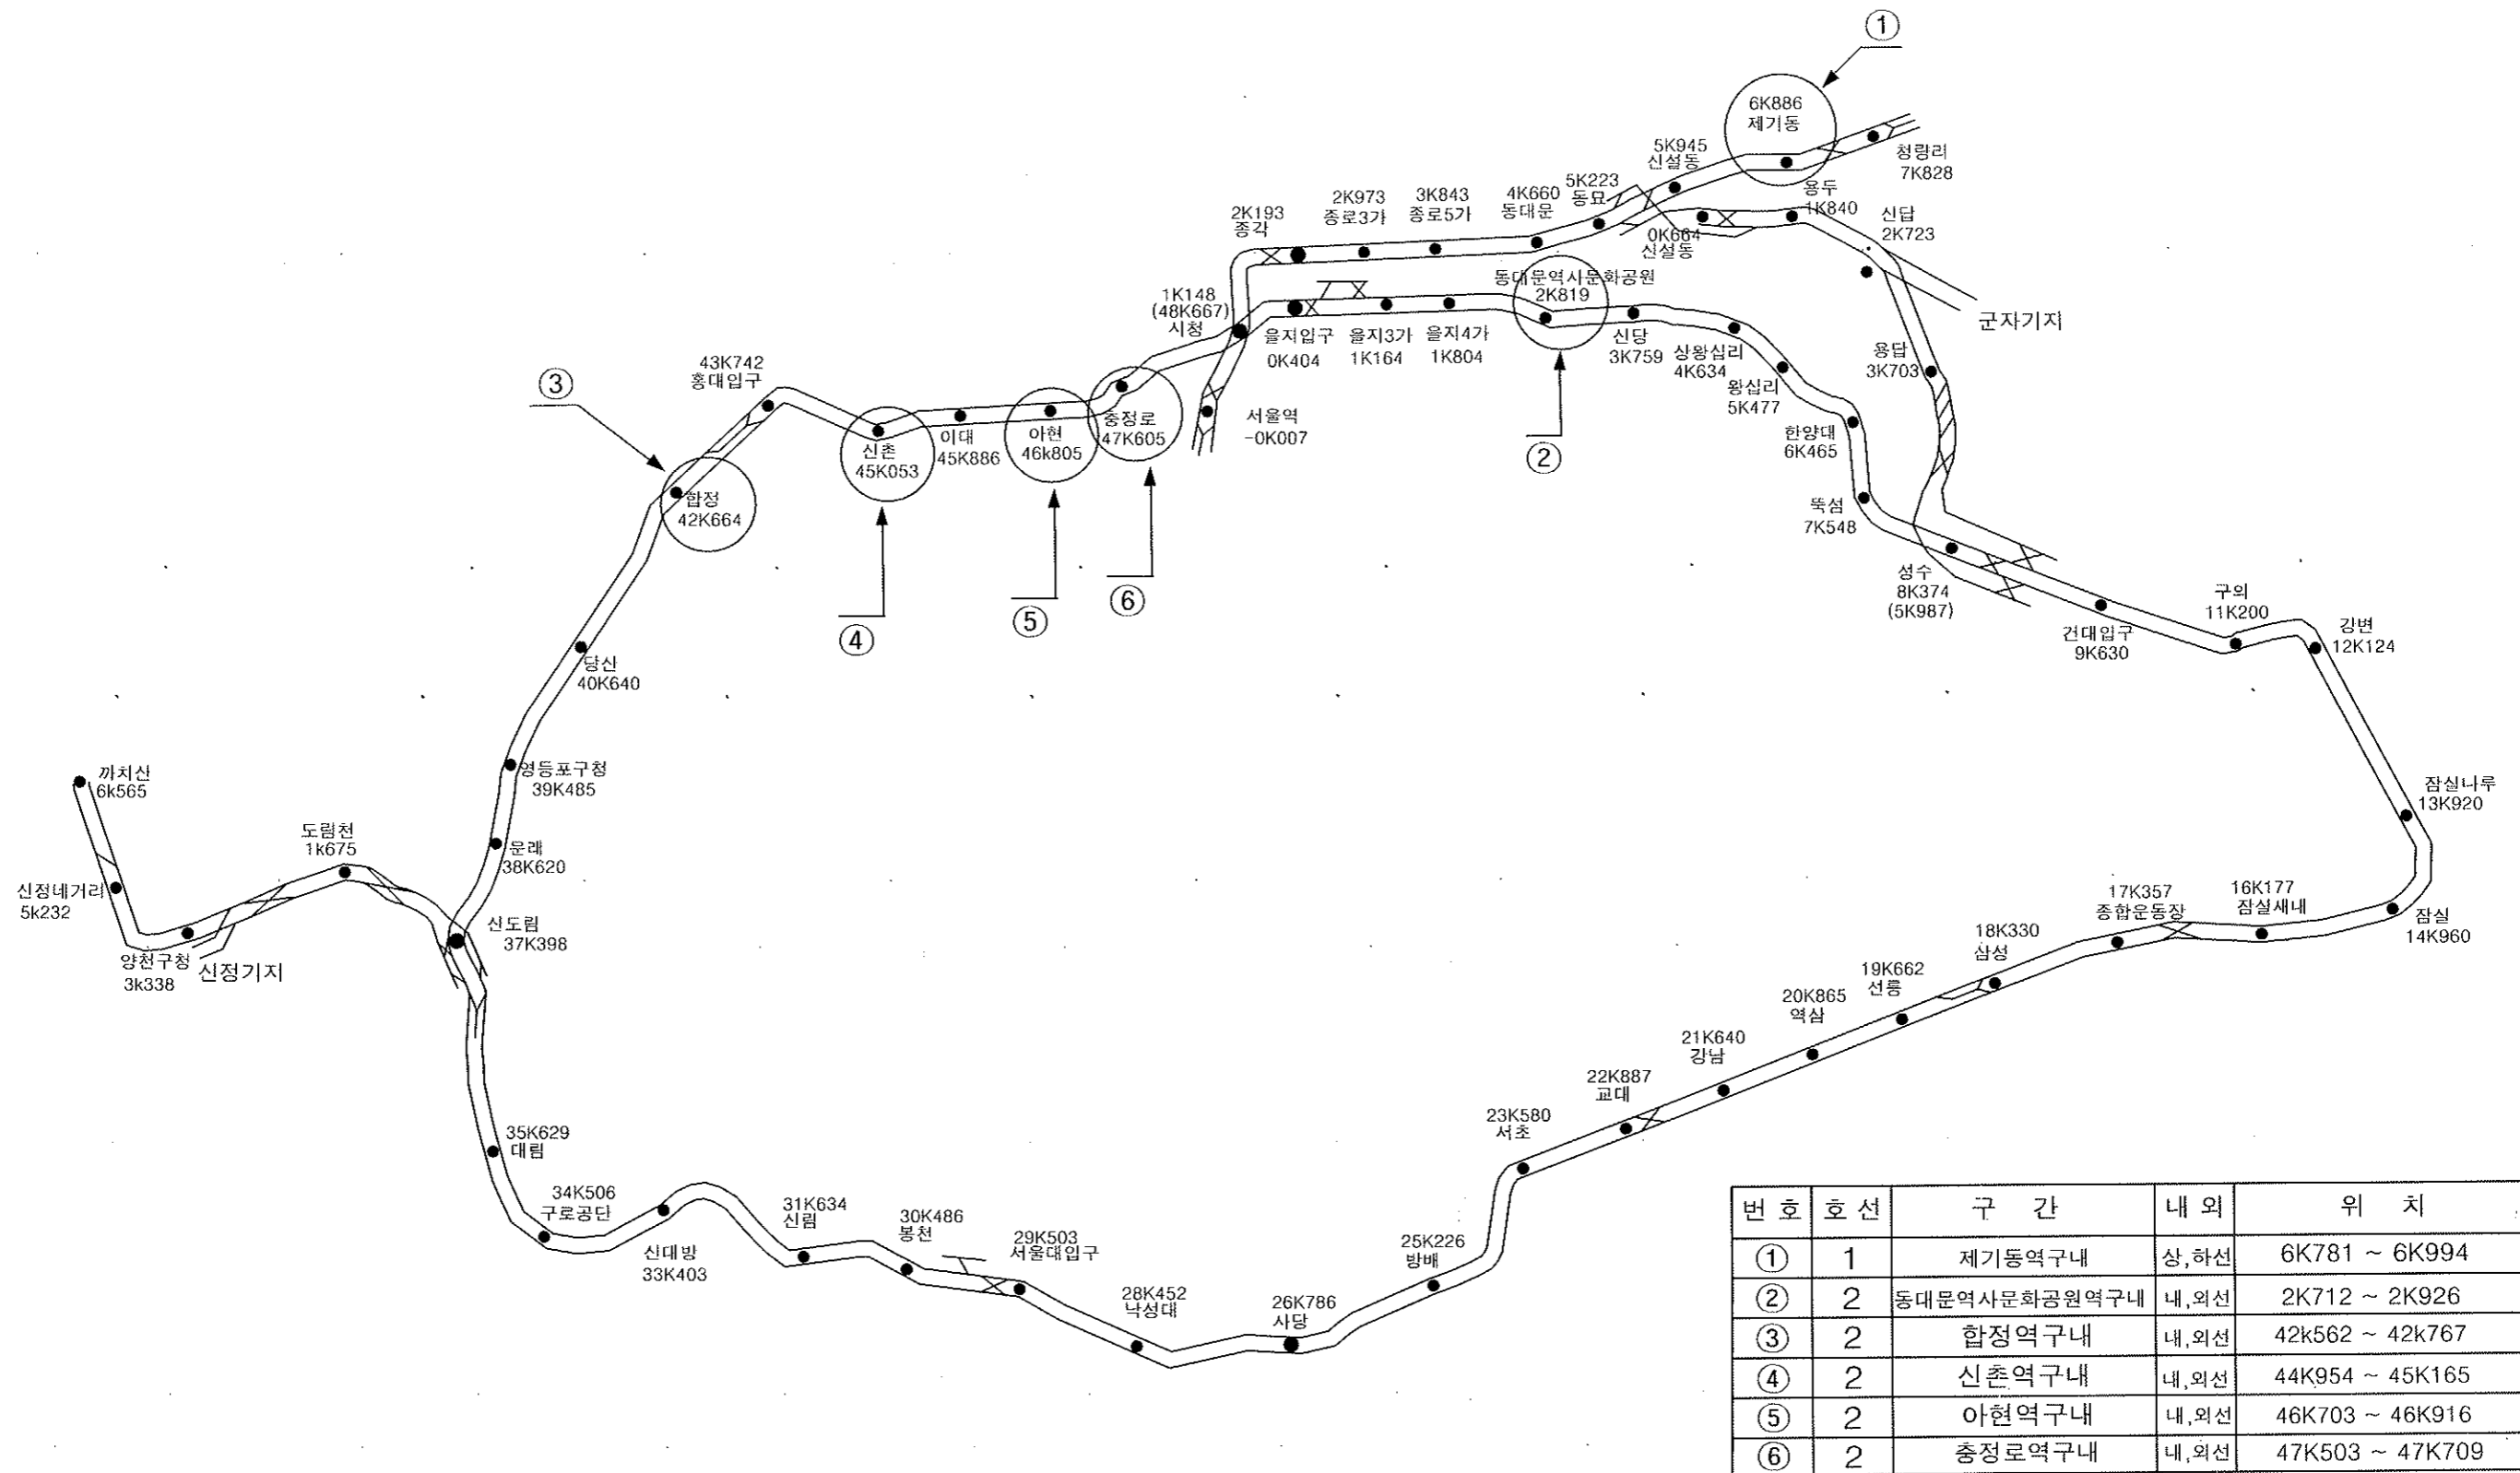 ①
6K886
제기동
청량리
7K828
5K945
신설동
5K223
동묘
4K660
동대문
3K843
종로5가
2K973
종로3가
2K193
종각
용두
1K840
0K664
신설동
신답
2K723
군자기지
용답
3K703
1K148
(48K667)
시청
을지입구
0K404
을지3가
1K164
을지4가
1K804
동대문역사문화공원
2K819
②
신당
3K759
상왕십리
4K634
왕십리
5K477
한양대
6K465
뚝섬
7K548
성수
8K374
(5K987)
건대입구
9K630
구의
11K200
강변
12K124
잠실나루
13K920
잠실
14K960
16K177
잠실새내
17K357
종합운동장
18K330
삼성
19K662
선릉
20K865
역삼
21K640
강남
22K887
교대
23K580
서초
25K226
방배
26K786
사당
28K452
낙성대
29K503
서울대입구
30K486
봉천
31K634
신림
신대방
33K403
34K506
구로공단
35K629
대림
신도림
37K398
문래
38K620
영등포구청
39K485
당산
40K640
③
합정
42K664
43K742
홍대입구
신촌
45K053
④
이대
45K886
아현
46k805
⑤
충정로
47K605
⑥
서울역
-0K007
까치산
6k565
신정네거리
5k232
양천구청
3k338
신정기지
도림천
1k675
번 호 호 선 구 간 내 외 위 치
① 1 제기동역구내 상,하선 6K781 ~ 6K994
② 2 동대문역사문화공원역구내 내,외선 2K712 ~ 2K926
③ 2 합정역구내 내,외선 42k562 ~ 42k767
④ 2 신촌역구내 내,외선 44K954 ~ 45K165
⑤ 2 아현역구내 내,외선 46K703 ~ 46K916
⑥ 2 충정로역구내 내,외선 47K503 ~ 47K709